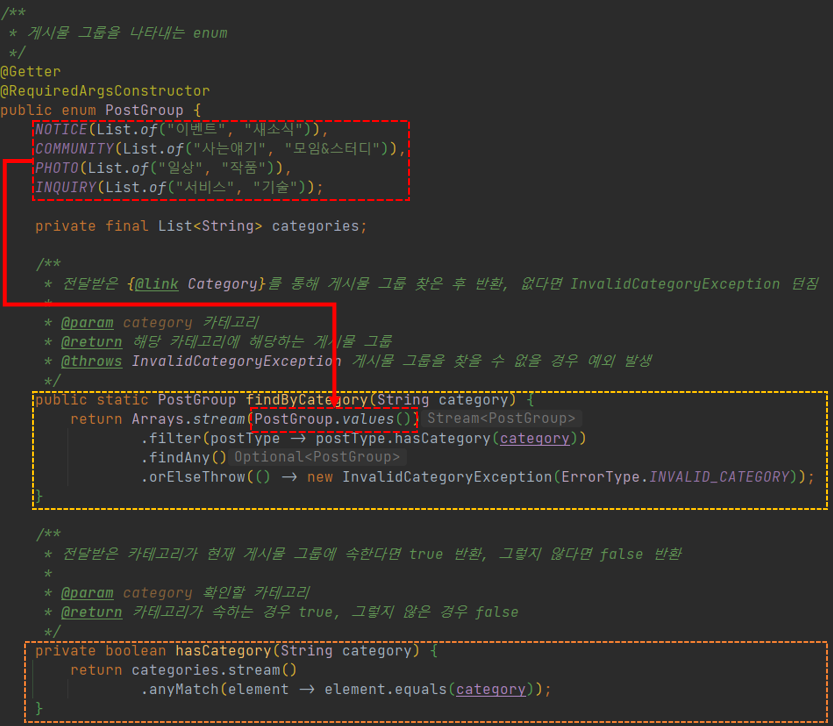 /**
 * 게시물 그룹을 나타내는 enum
 */
@Getter
@RequiredArgsConstructor
public enum PostGroup {
    NOTICE(List.of("이벤트", "새소식")),
    COMMUNITY(List.of("사는얘기", "모임&스터디")),
    PHOTO(List.of("일상", "작품")),
    INQUIRY(List.of("서비스", "기술"));

    private final List<String> categories;

    /**
     * 전달받은 {@link Category}를 통해 게시물 그룹 찾은 후 반환, 없다면 InvalidCategoryException 던짐
     *
     * @param category 카테고리
     * @return 해당 카테고리에 해당하는 게시물 그룹
     * @throws InvalidCategoryException 게시물 그룹을 찾을 수 없을 경우 예외 발생
     */
    public static PostGroup findByCategory(String category) {
        return Arrays.stream(PostGroup.values()) Stream<PostGroup>
                .filter(postType -> postType.hasCategory(category))
                .findAny() Optional<PostGroup>
                .orElseThrow(() -> new InvalidCategoryException(ErrorType.INVALID_CATEGORY));
    }

    /**
     * 전달받은 카테고리가 현재 게시물 그룹에 속한다면 true 반환, 그렇지 않다면 false 반환
     *
     * @param category 확인할 카테고리
     * @return 카테고리가 속하는 경우 true, 그렇지 않은 경우 false
     */
    private boolean hasCategory(String category) {
        return categories.stream()
                .anyMatch(element -> element.equals(category));
    }